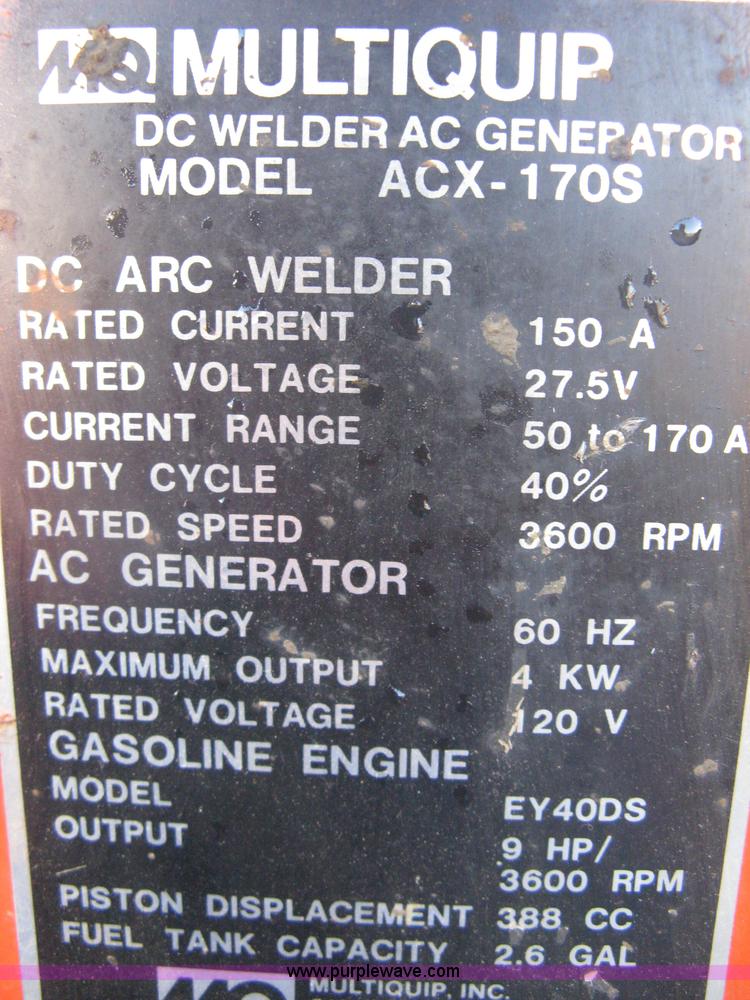 MQ MULTIQUIP
DC WELDER AC GENERATOR
MODEL ACX-170S
DC ARC WELDER
RATED CURRENT 150 A
RATED VOLTAGE 27.5V
CURRENT RANGE 50 to 170 A
DUTY CYCLE 40%
RATED SPEED 3600 RPM
AC GENERATOR
FREQUENCY 60 HZ
MAXIMUM OUTPUT 4 KW
RATED VOLTAGE 120 V
GASOLINE ENGINE
MODEL EY40DS
OUTPUT 9 HP/
3600 RPM
PISTON DISPLACEMENT 388 CC
FUEL TANK CAPACITY 2.6 GAL
www.purplewave.com
MQ MULTIQUIP, INC.